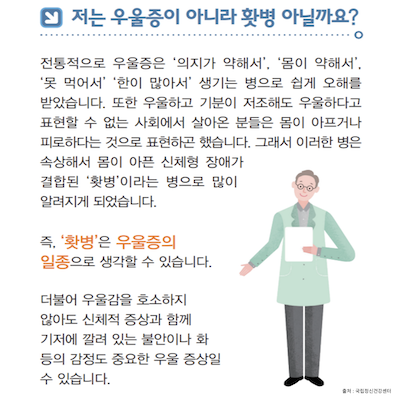 저는 우울증이 아니라 홧병 아닐까요?
전통적으로 우울증은 ‘의지가 약해서’, ‘몸이 약해서’,
‘못 먹어서’ ‘한이 많아서’ 생기는 병으로 쉽게 오해를
받았습니다. 또한 우울하고 기분이 저조해도 우울하다고
표현할 수 없는 사회에서 살아온 분들은 몸이 아프거나
피로하다는 것으로 표현하곤 했습니다. 그래서 이러한 병은
속상해서 몸이 아픈 신체형 장애가
결합된 ‘홧병’이라는 병으로 많이
알려지게 되었습니다.
즉, ‘홧병’은 우울증의
일종으로 생각할 수 있습니다.
더불어 우울감을 호소하지
않아도 신체적 증상과 함께
기저에 깔려 있는 불안이나 화
등의 감정도 중요한 우울 증상일
수 있습니다.
출처 : 국립정신건강센터